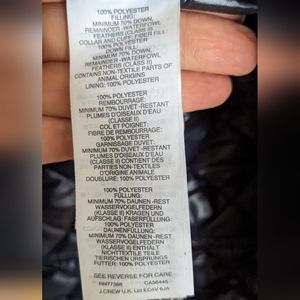 100% POLYESTER
FILLING:
MINIMUM 70% DOWN,
REMAINDER -WATERFOWL
FEATHERS (CLASS II)
COLLAR AND CUFF:FIBER FILL:
100% POLYESTER
DOWN FILL:
MINIMUM 70% DOWN,
REMAINDER -WATERFOWL
FEATHERS (CLASS II)
CONTAINS NON-TEXTILE PARTS OF
ANIMAL ORIGINS
LINING: 100% POLYESTER
100% POLYESTER
REMBOURRAGE:
MINIMUM 70% DUVET -RESTANT
PLUMES D'OISEAUX D'EAU
(CLASSE II)
COL ET POIGNET:
FIBRE DE REMBOURRAGE:
100% POLYESTER
GARNISSAGE DUVET:
MINIMUM 70% DUVET -RESTANT
PLUMES D'OISEAUX D'EAU
(CLASSE II) CONTIENT DES
PARTIES NON-TEXTILES
D'ORIGINE ANIMALE
DOUBLURE: 100% POLYESTER
100% POLYESTER
FÜLLUNG:
MINIMUM 70% DAUNEN -REST
WASSERVOGELFEDERN
(KLASSE II) KRAGEN UND
AUFSCHLAG:FASERFÜLLUNG:
100% POLYESTER
DAUNENFÜLLUNG:
MINIMUM 70% DAUNEN -REST
WASSERVOGELFEDERN
(KLASSE II) ENTHÄLT
NICHTTEXTILE TEILE
TIERISCHEN URSPRUNGS
FUTTER: 100% POLYESTER
SEE REVERSE FOR CARE
RN77388 CA56445
J.CREW U.K. Ltd EC4V 6JA